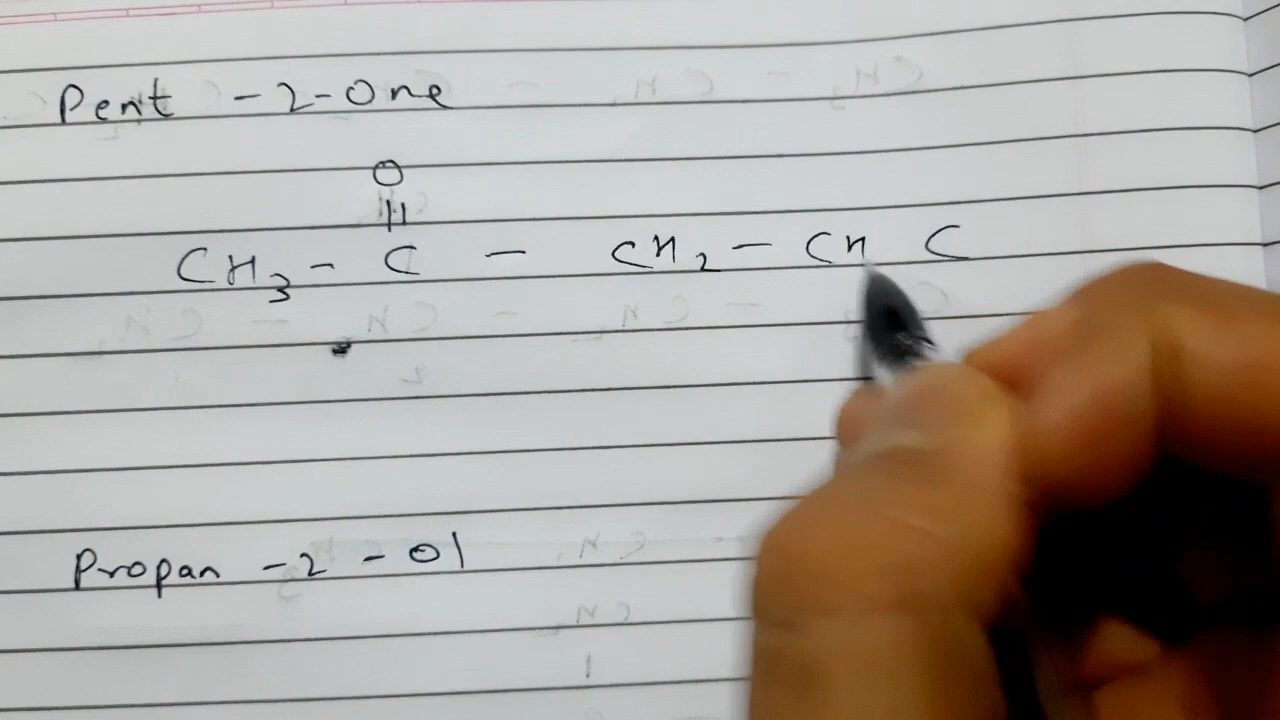 Pent -2-One
O
||
CH3 - C - CH2 - CH C
Propan -2 - ol